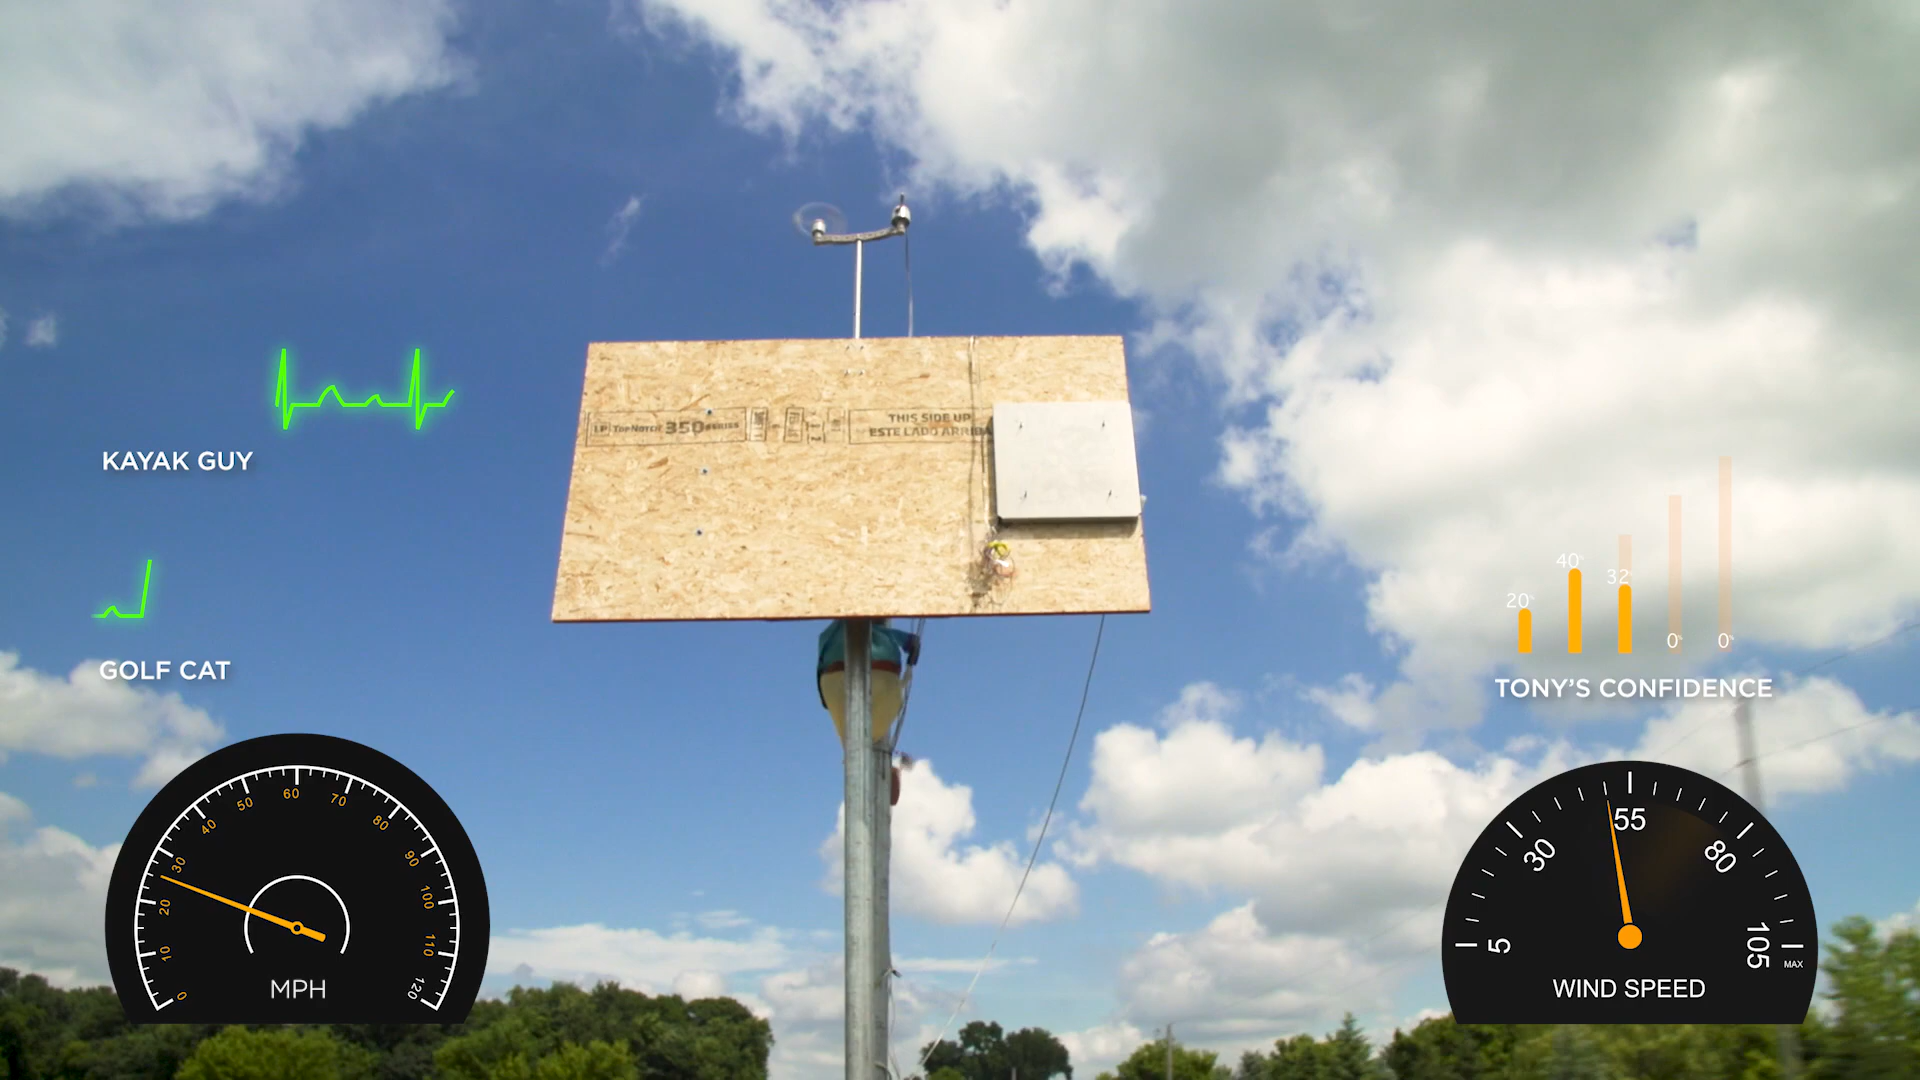 LP TopNotch 350 SERIES
THIS SIDE UP
ESTE LADO ARRIBA
KAYAK GUY
GOLF CAT
40%
20%
32%
0%
0%
TONY'S CONFIDENCE
0
10
20
30
40
50
60
70
80
90
100
110
120
MPH
5
30
55
80
105
MAX
WIND SPEED